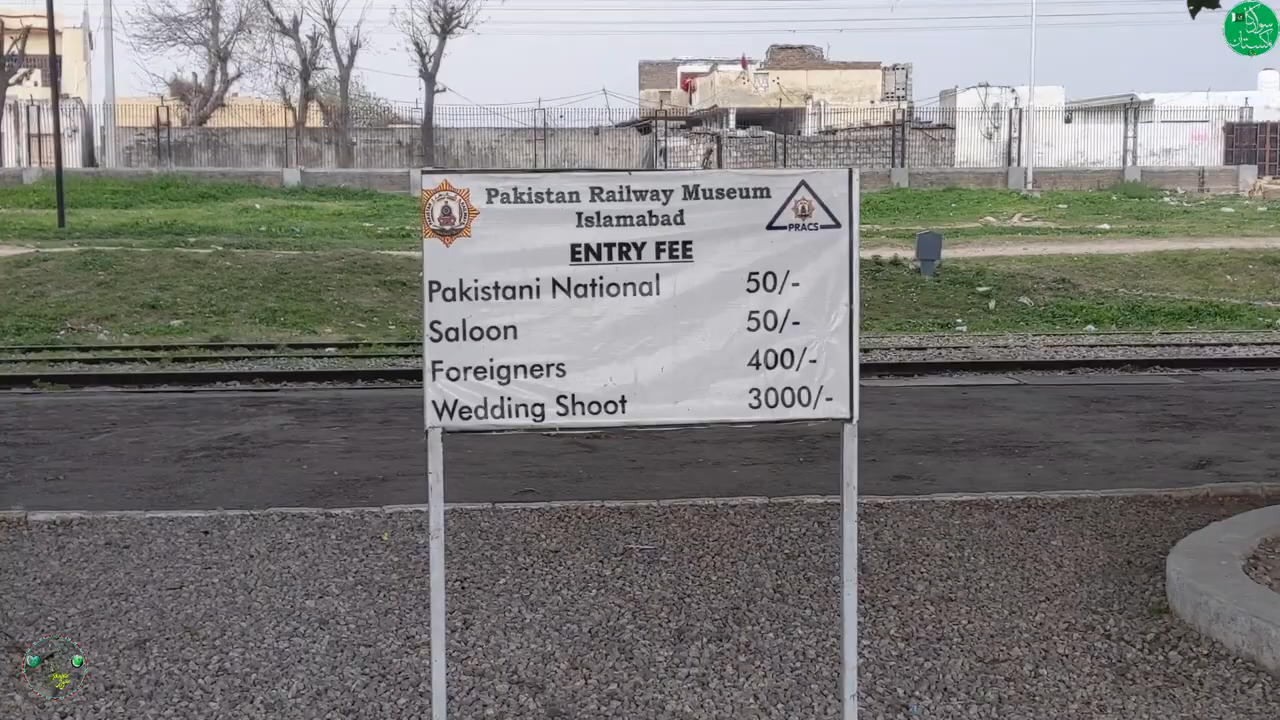 Pakistan Railway Museum
Islamabad
PRACS
ENTRY FEE
Pakistani National 50/-
Saloon 50/-
Foreigners 400/-
Wedding Shoot 3000/-